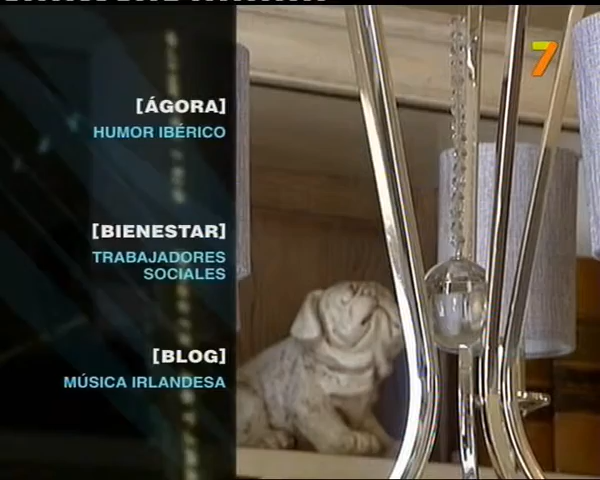 7
[ÁGORA]
HUMOR IBÉRICO
[BIENESTAR]
TRABAJADORES
SOCIALES
[BLOG]
MÚSICA IRLANDESA